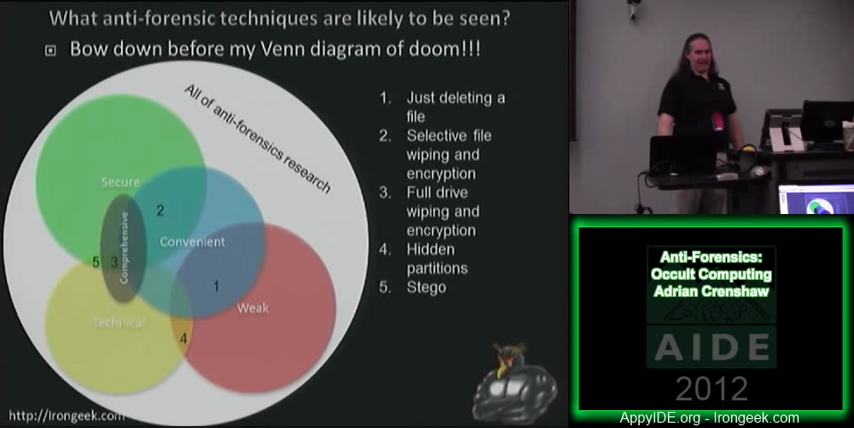 What anti-forensic techniques are likely to be seen?
Bow down before my Venn diagram of doom!!!
All of anti-forensics research
Secure
2
Comprehensive
Convenient
5
3
1
Weak
Technical
4
1. Just deleting a
file
2. Selective file
wiping and
encryption
3. Full drive
wiping and
encryption
4. Hidden
partitions
5. Stego
http://Irongeek.com
Anti-Forensics:
Occult Computing
Adrian Crenshaw
AIDE
2012
AppyIDE.org - Irongeek.com